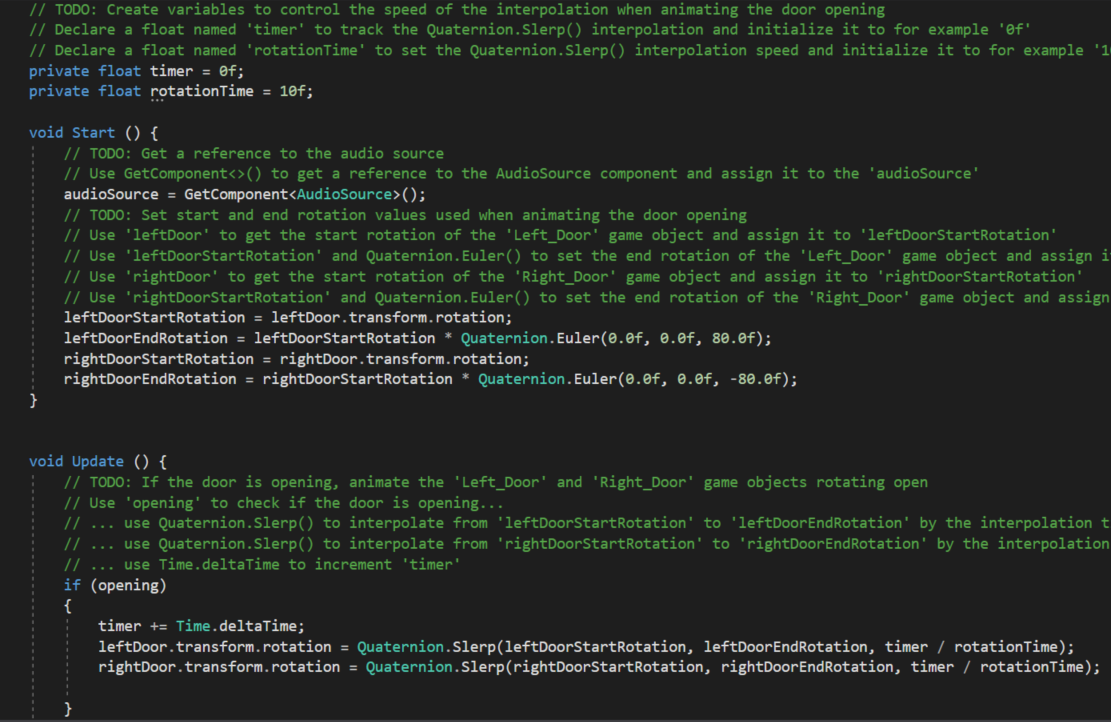 // TODO: Create variables to control the speed of the interpolation when animating the door opening
// Declare a float named 'timer' to track the Quaternion.Slerp() interpolation and initialize it to for example '0f'
// Declare a float named 'rotationTime' to set the Quaternion.Slerp() interpolation speed and initialize it to for example '10
private float timer = 0f;
private float rotationTime = 10f;
void Start () {
// TODO: Get a reference to the audio source
// Use GetComponent<>() to get a reference to the AudioSource component and assign it to the 'audioSource'
audioSource = GetComponent<AudioSource>();
// TODO: Set start and end rotation values used when animating the door opening
// Use 'leftDoor' to get the start rotation of the 'Left_Door' game object and assign it to 'leftDoorStartRotation'
// Use 'leftDoorStartRotation' and Quaternion.Euler() to set the end rotation of the 'Left_Door' game object and assign i
// Use 'rightDoor' to get the start rotation of the 'Right_Door' game object and assign it to 'rightDoorStartRotation'
// Use 'rightDoorStartRotation' and Quaternion.Euler() to set the end rotation of the 'Right_Door' game object and assign
leftDoorStartRotation = leftDoor.transform.rotation;
leftDoorEndRotation = leftDoorStartRotation * Quaternion.Euler(0.0f, 0.0f, 80.0f);
rightDoorStartRotation = rightDoor.transform.rotation;
rightDoorEndRotation = rightDoorStartRotation * Quaternion.Euler(0.0f, 0.0f, -80.0f);
}
void Update () {
// TODO: If the door is opening, animate the 'Left_Door' and 'Right_Door' game objects rotating open
// Use 'opening' to check if the door is opening...
// ... use Quaternion.Slerp() to interpolate from 'leftDoorStartRotation' to 'leftDoorEndRotation' by the interpolation t
// ... use Quaternion.Slerp() to interpolate from 'rightDoorStartRotation' to 'rightDoorEndRotation' by the interpolation
// ... use Time.deltaTime to increment 'timer'
if (opening)
{
timer += Time.deltaTime;
leftDoor.transform.rotation = Quaternion.Slerp(leftDoorStartRotation, leftDoorEndRotation, timer / rotationTime);
rightDoor.transform.rotation = Quaternion.Slerp(rightDoorStartRotation, rightDoorEndRotation, timer / rotationTime);
}